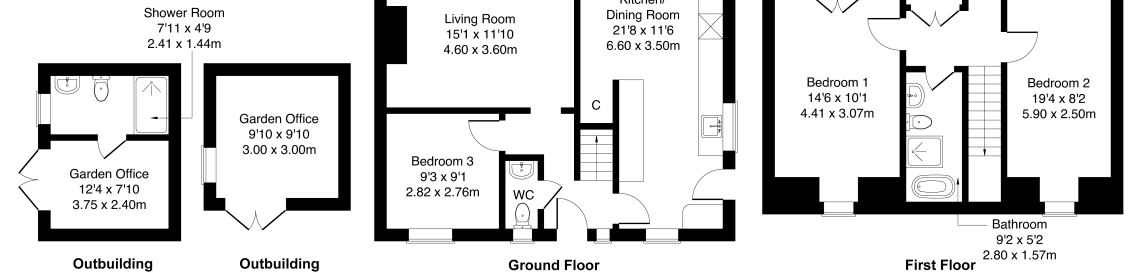 Shower Room
7'11 x 4'9
2.41 x 1.44m
Garden Office
12'4 x 7'10
3.75 x 2.40m
Outbuilding
Garden Office
9'10 x 9'10
3.00 x 3.00m
Outbuilding
Living Room
15'1 x 11'10
4.60 x 3.60m
Kitchen/
Dining Room
21'8 x 11'6
6.60 x 3.50m
C
Bedroom 3
9'3 x 9'1
2.82 x 2.76m
WC
Ground Floor
Bedroom 1
14'6 x 10'1
4.41 x 3.07m
Bedroom 2
19'4 x 8'2
5.90 x 2.50m
Bathroom
9'2 x 5'2
2.80 x 1.57m
First Floor